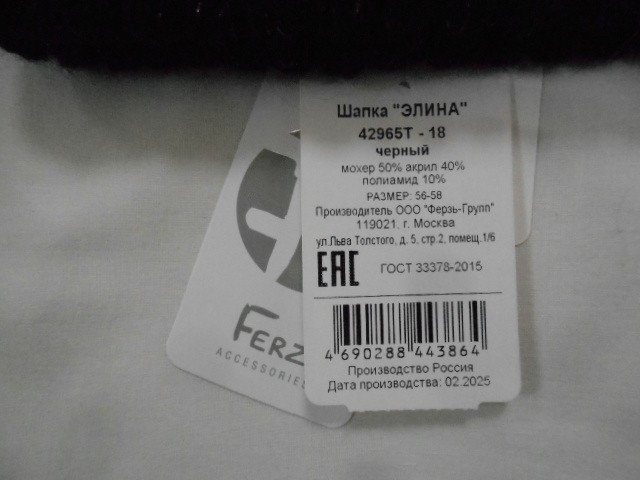 Шапка "ЭЛИНА"
42965Т - 18
черный
мохер 50% акрил 40%
полиамид 10%
РАЗМЕР: 56-58
Производитель ООО "Ферзь-Групп"
119021. г. Москва
ул.Льва Толстого, д. 5, стр.2, помещ.1/6
EAC ГОСТ 33378-2015
4 690288 443864
Производство Россия
Дата производства: 02.2025
FERZ
ACCESSORIES